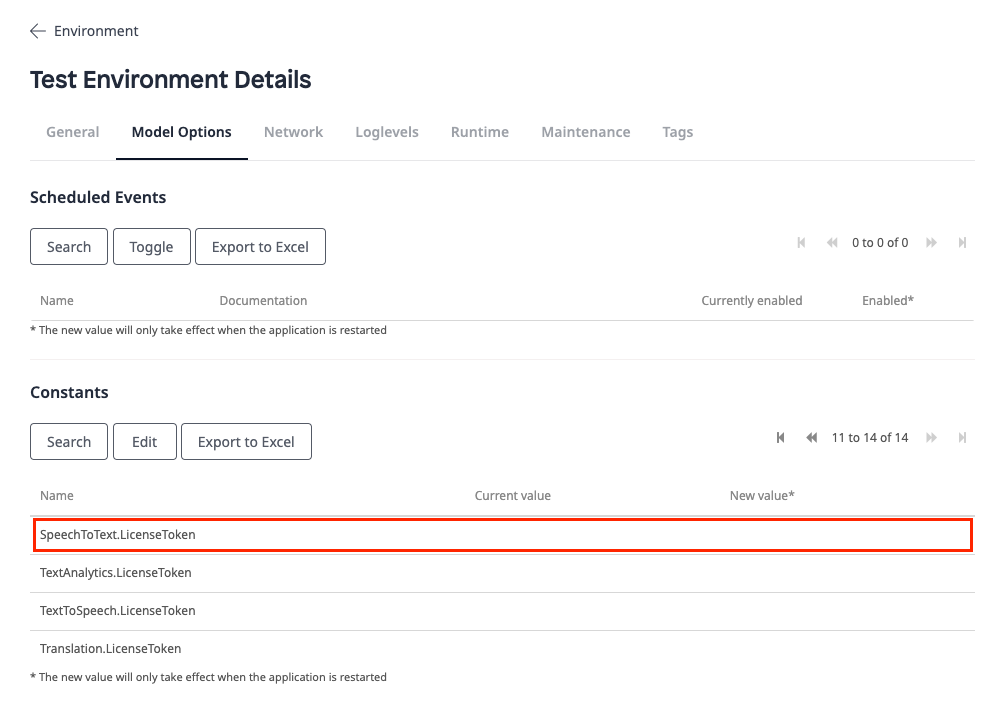 Environment
Test Environment Details
General Model Options Network Loglevels Runtime Maintenance Tags
Scheduled Events
Search Toggle Export to Excel 0 to 0 of 0
Name Documentation Currently enabled Enabled*
* The new value will only take effect when the application is restarted
Constants
Search Edit Export to Excel 11 to 14 of 14
Name Current value New value*
SpeechToText.LicenseToken
TextAnalytics.LicenseToken
TextToSpeech.LicenseToken
Translation.LicenseToken
* The new value will only take effect when the application is restarted